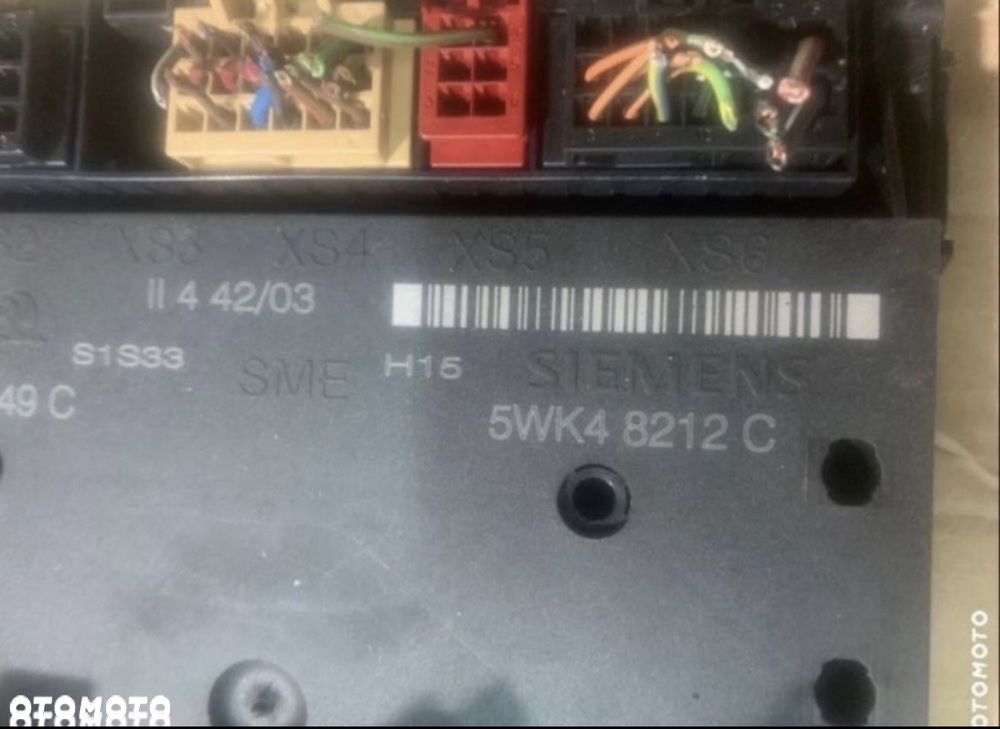 XS3 XS4 XS5 XS6
II 4 42/03
S1S33 SME H15 SIEMENS
49 C
5WK4 8212 C
OTOMOTO
OTOMOTO